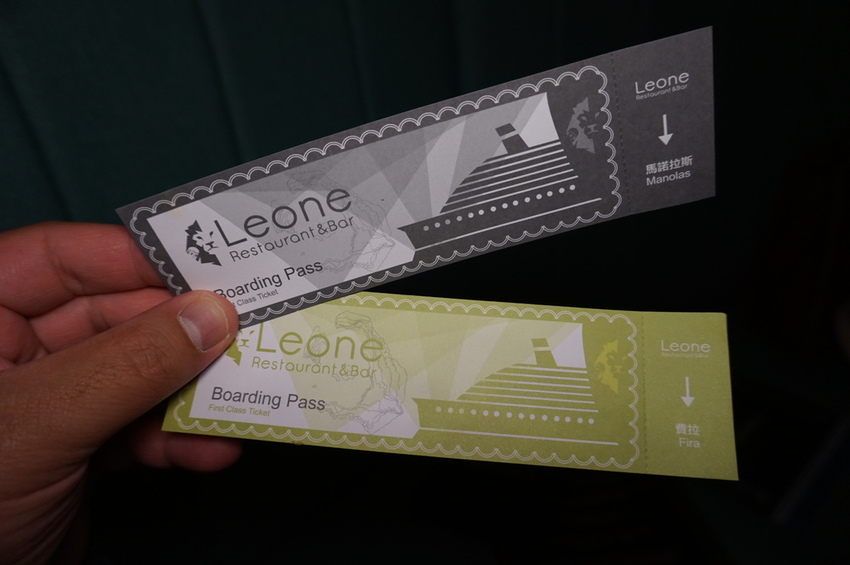 Leone
Restaurant&Bar
Boarding Pass
Class Ticket
Leone
Restaurant&Bar
馬諾拉斯
Manolas
Leone
Restaurant&Bar
Boarding Pass
First Class Ticket
Leone
Restaurant&Bar
費拉
Fira